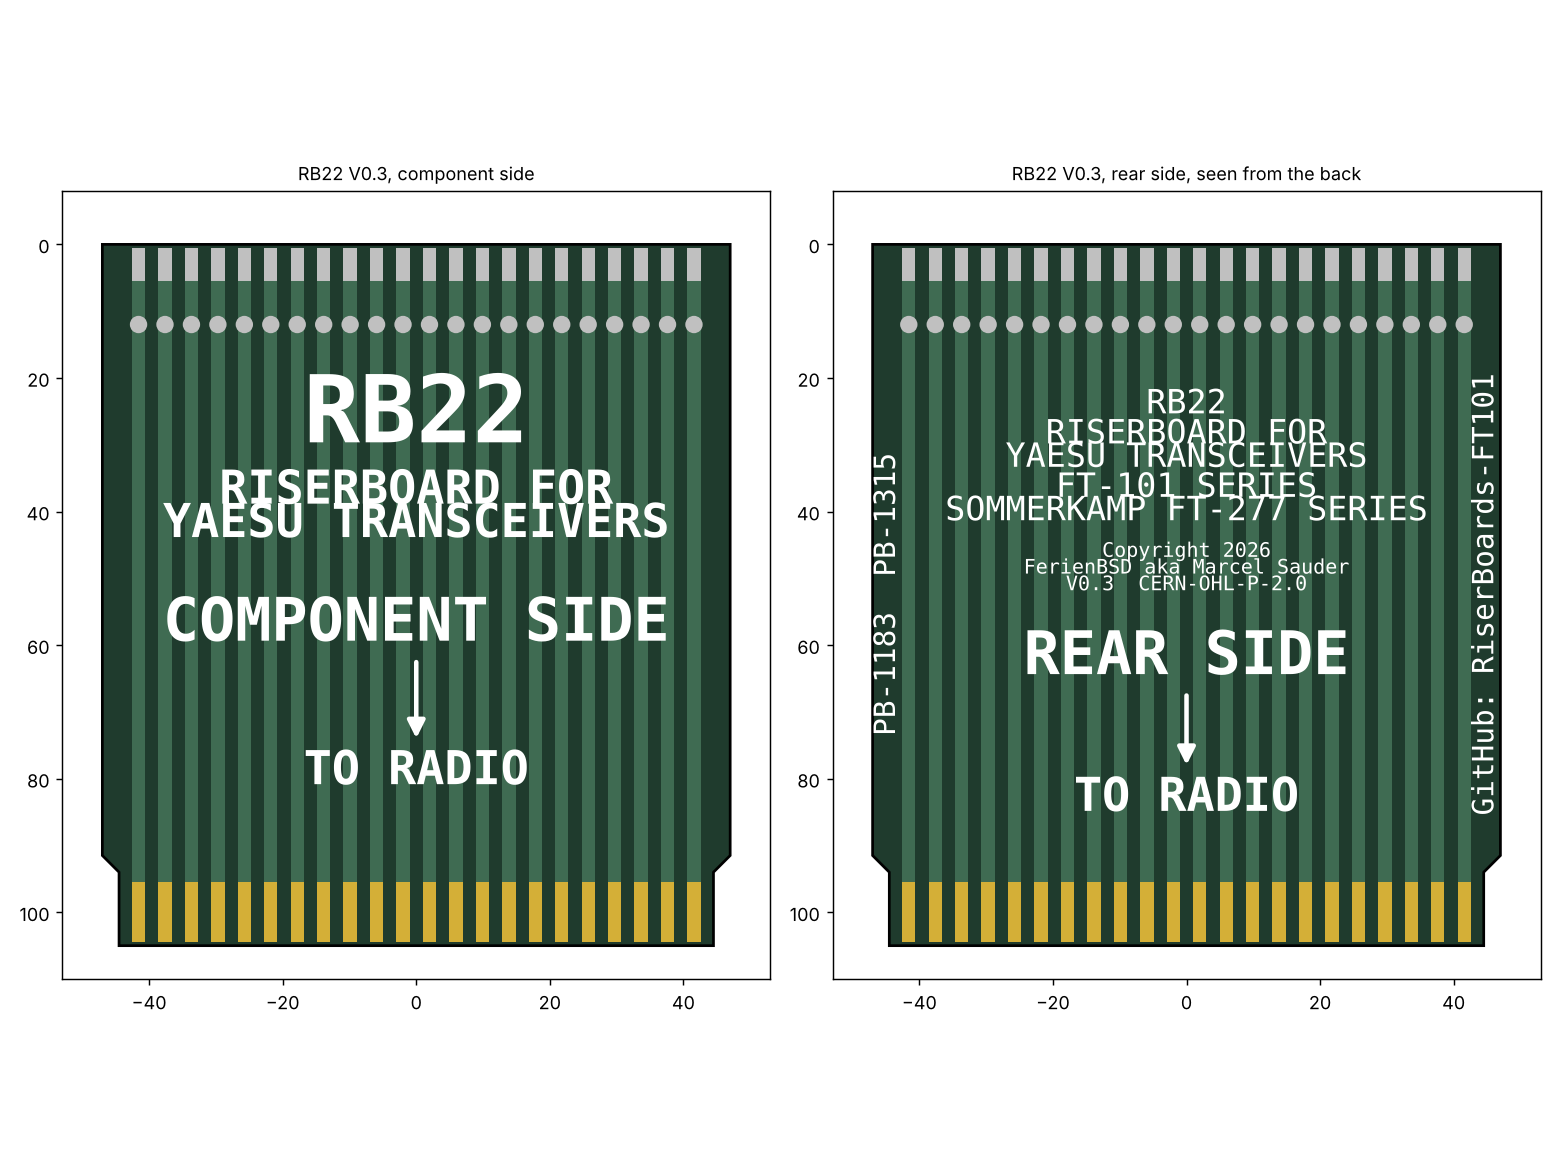 RB22 V0.3, component side
0
20
40
60
80
100
−40
−20
0
20
40
RB22
RISERBOARD FOR
YAESU TRANSCEIVERS
COMPONENT SIDE
TO RADIO
RB22 V0.3, rear side, seen from the back
0
20
40
60
80
100
−40
−20
0
20
40
RB22
RISERBOARD FOR
YAESU TRANSCEIVERS
FT-101 SERIES
SOMMERKAMP FT-277 SERIES
Copyright 2026
FerienBSD aka Marcel Sauder
V0.3  CERN-OHL-P-2.0
REAR SIDE
TO RADIO
PB-1183  PB-1315
GitHub: RiserBoards-FT101